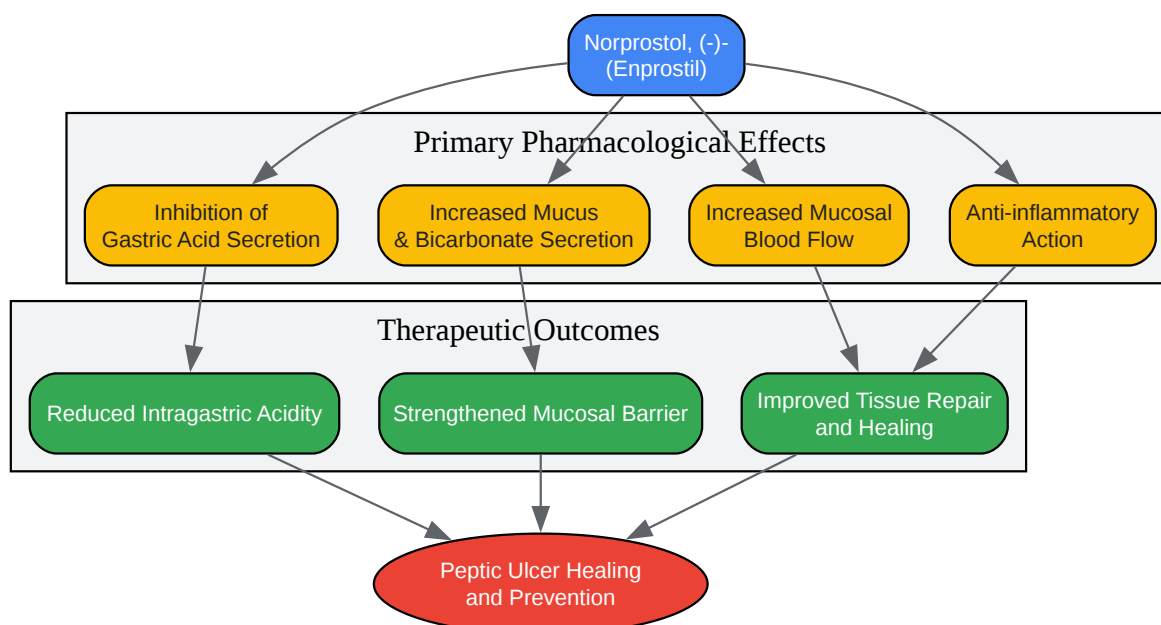 Norprostol, (-)-
(Enprostil)
Primary Pharmacological Effects
Inhibition of
Gastric Acid Secretion
Increased Mucus
& Bicarbonate Secretion
Increased Mucosal
Blood Flow
Anti-inflammatory
Action
Therapeutic Outcomes
Reduced Intragastric Acidity
Strengthened Mucosal Barrier
Improved Tissue Repair
and Healing
Peptic Ulcer Healing
and Prevention